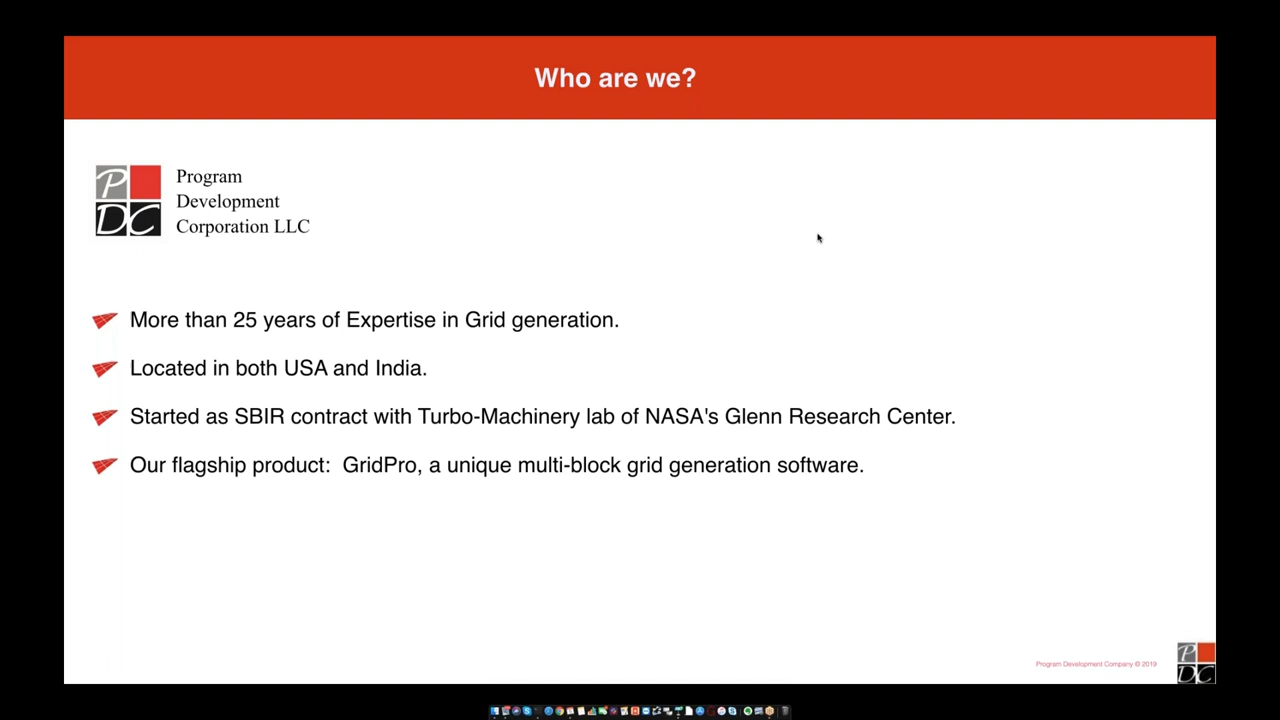 Who are we?
P
DC
Program
Development
Corporation LLC
More than 25 years of Expertise in Grid generation.
Located in both USA and India.
Started as SBIR contract with Turbo-Machinery lab of NASA's Glenn Research Center.
Our flagship product:  GridPro, a unique multi-block grid generation software.
Program Development Company © 2019
P
DC